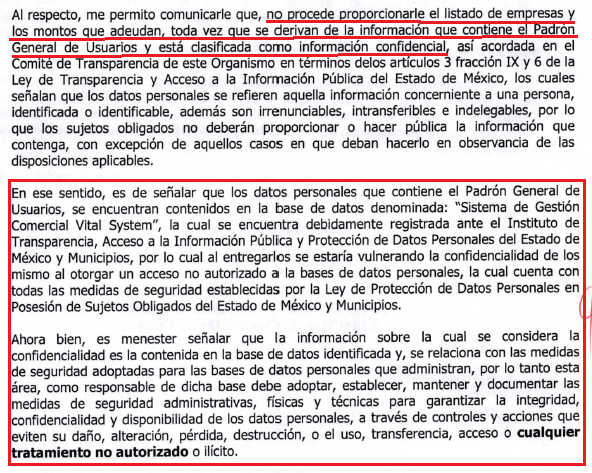 Al respecto, me permito comunicarle que, no procede proporcionarle el listado de empresas y
los montos que adeudan, toda vez que se derivan de la información que contiene el Padrón
General de Usuarios y está clasificada como información confidencial, así acordada en el
Comité de Transparencia de este Organismo en términos delos artículos 3 fracción IX y 6 de la
Ley de Transparencia y Acceso a la Información Pública del Estado de México, los cuales
señalan que los datos personales se refieren aquella información concerniente a una persona,
identificada o identificable, además son irrenunciables, intransferibles e indelegables, por lo
que los sujetos obligados no deberán proporcionar o hacer pública la información que
contenga, con excepción de aquellos casos en que deban hacerlo en observancia de las
disposiciones aplicables.
En ese sentido, es de señalar que los datos personales que contiene el Padrón General de
Usuarios, se encuentran contenidos en la base de datos denominada: “Sistema de Gestión
Comercial Vital System”, la cual se encuentra debidamente registrada ante el Instituto de
Transparencia, Acceso a la Información Pública y Protección de Datos Personales del Estado de
México y Municipios, por lo cual al entregarlos se estaría vulnerando la confidencialidad de los
mismo al otorgar un acceso no autorizado a la bases de datos personales, la cual cuenta con
todas las medidas de seguridad establecidas por la Ley de Protección de Datos Personales en
Posesión de Sujetos Obligados del Estado de México y Municipios.
Ahora bien, es menester señalar que la información sobre la cual se considera la
confidencialidad es la contenida en la base de datos identificada y, se relaciona con las medidas
de seguridad adoptadas para las bases de datos personales que administran, por lo tanto esta
área, como responsable de dicha base debe adoptar, establecer, mantener y documentar las
medidas de seguridad administrativas, físicas y técnicas para garantizar la integridad,
confidencialidad y disponibilidad de los datos personales, a través de controles y acciones que
eviten su daño, alteración, pérdida, destrucción, o el uso, transferencia, acceso o cualquier
tratamiento no autorizado o ilícito.